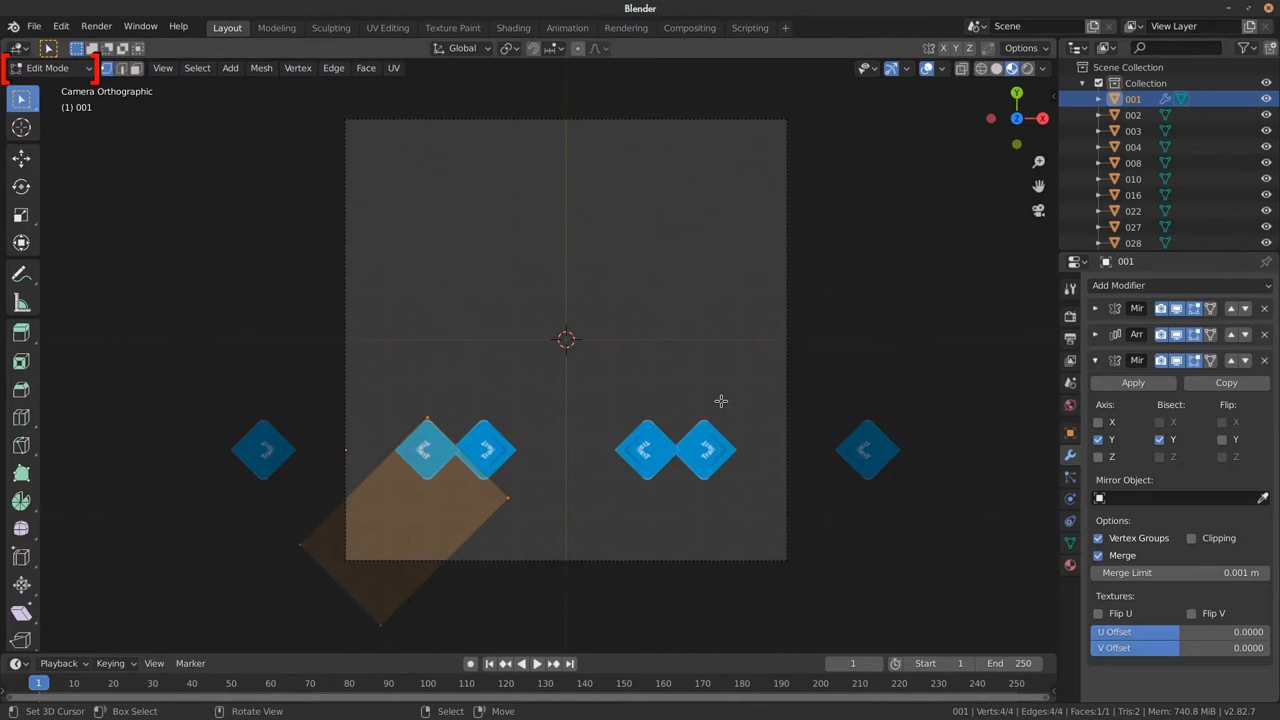 Blender
File Edit Render Window Help Layout Modeling Sculpting UV Editing Texture Paint Shading Animation Rendering Compositing Scripting + Scene View Layer
Global X Y Z Options
Edit Mode View Select Add Mesh Vertex Edge Face UV
Camera Orthographic
(1) 001
Y
Z
X
Scene Collection
Collection
001
002
003
004
008
010
016
022
027
028
001
Add Modifier
Mir
Arr
Mir
Apply Copy
Axis: Bisect: Flip:
X X X
Y Y Y
Z Z Z
Mirror Object:
Options:
Vertex Groups Clipping
Merge
Merge Limit 0.001 m
Textures:
Flip U Flip V
U Offset 0.0000
V Offset 0.0000
Playback Keying View Marker 1 Start 1 End 250
1 10 20 30 40 50 60 70 80 90 100 110 120 130 140 150 160 170 180 190 200 210 220 230 240 250
Set 3D Cursor Box Select Rotate View Select Move 001 | Verts:4/4 | Edges:4/4 | Faces:1/1 | Tris:2 | Mem: 740.8 MiB | v2.82.7